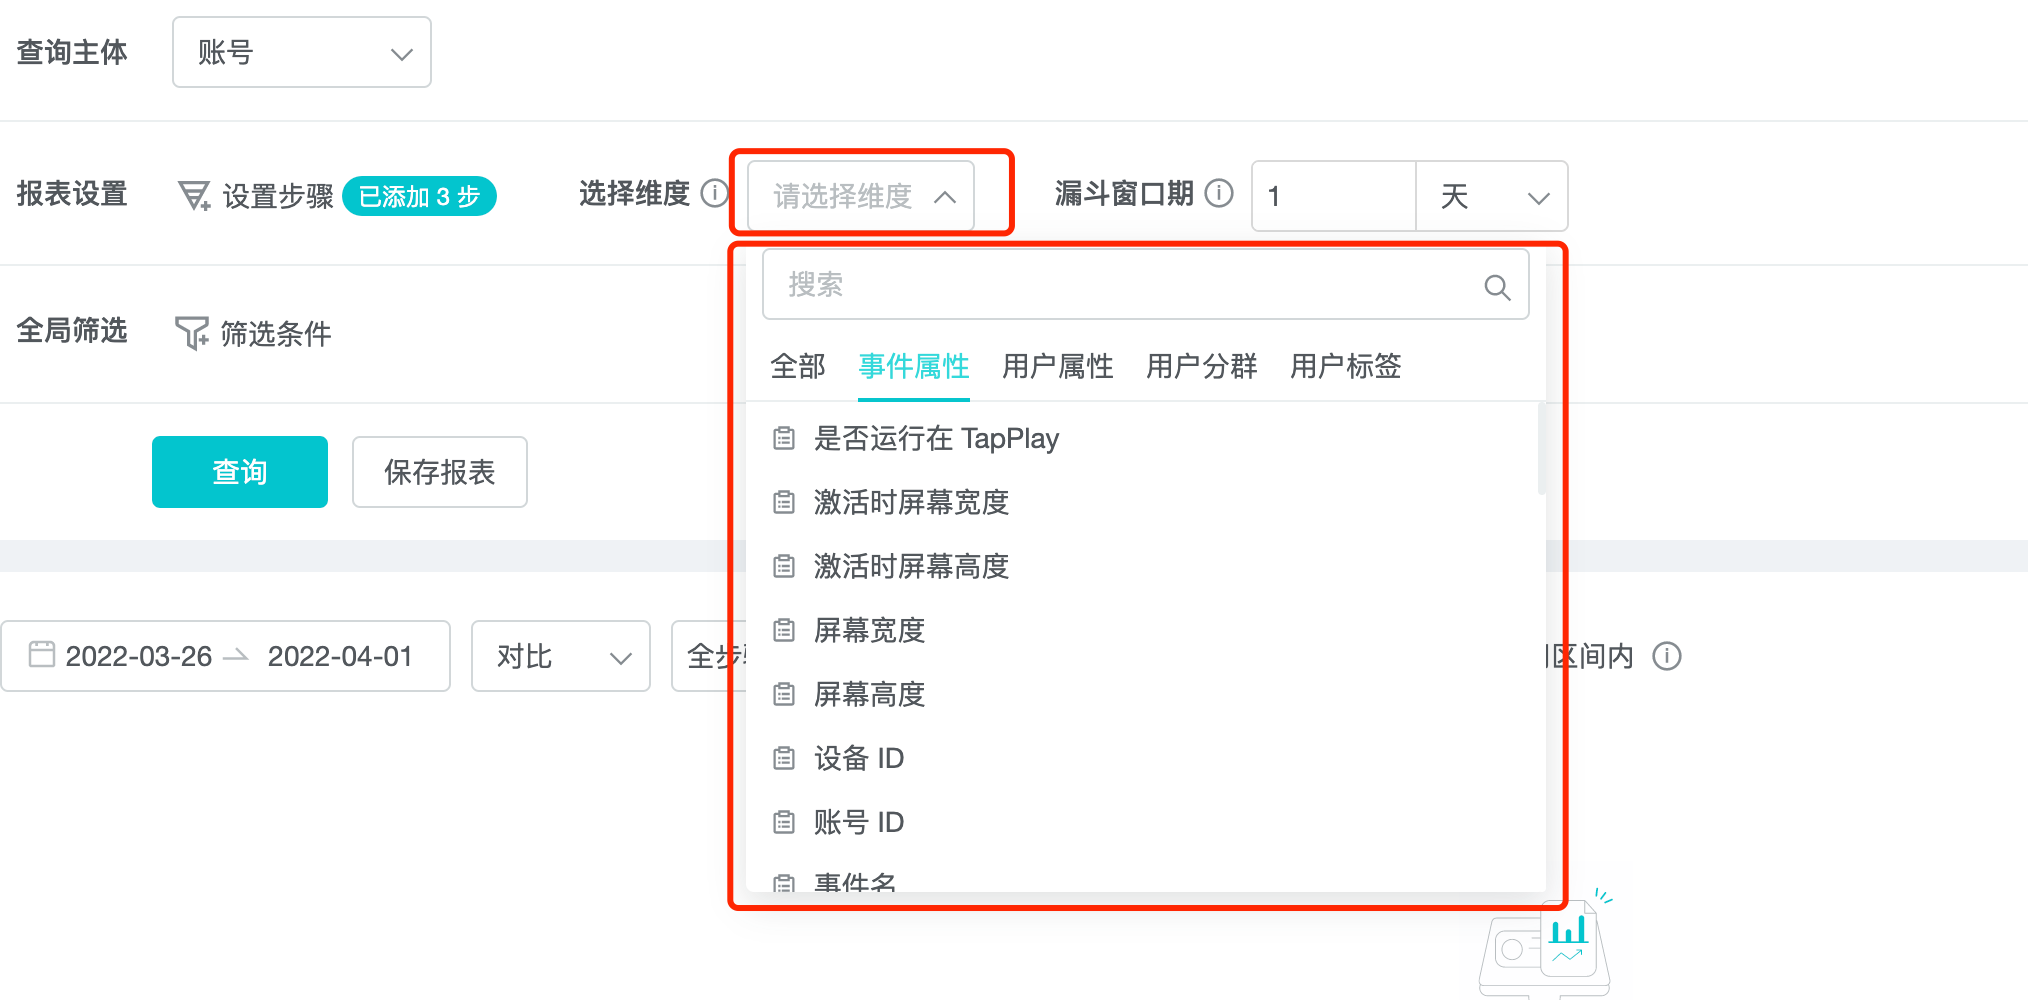 查询主体 账号
报表设置 设置步骤 已添加 3 步 选择维度 请选择维度 漏斗窗口期 1 天
搜索
全局筛选 筛选条件
全部 事件属性 用户属性 用户分群 用户标签
是否运行在 TapPlay
查询 保存报表
激活时屏幕宽度
激活时屏幕高度
屏幕宽度
2022-03-26 2022-04-01 对比 全步 区间内
屏幕高度
设备 ID
账号 ID
事件名